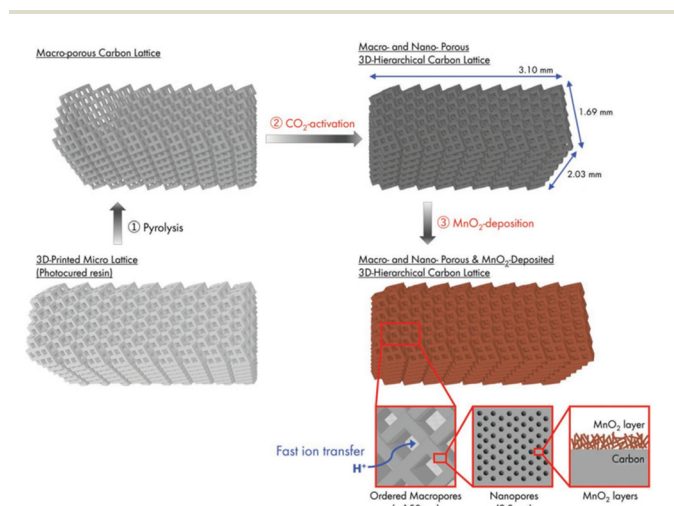 Macro-porous Carbon Lattice
Macro- and Nano- Porous
3D-Hierarchical Carbon Lattice
3.10 mm
② CO₂-activation
1.69 mm
2.03 mm
① Pyrolysis
③ MnO₂-deposition
3D-Printed Micro Lattice
(Photocured resin)
Macro- and Nano- Porous & MnO₂-Deposited
3D-Hierarchical Carbon Lattice
Fast ion transfer
H⁺
MnO₂ layer
Carbon
Ordered Macropores
Nanopores
MnO₂ layers